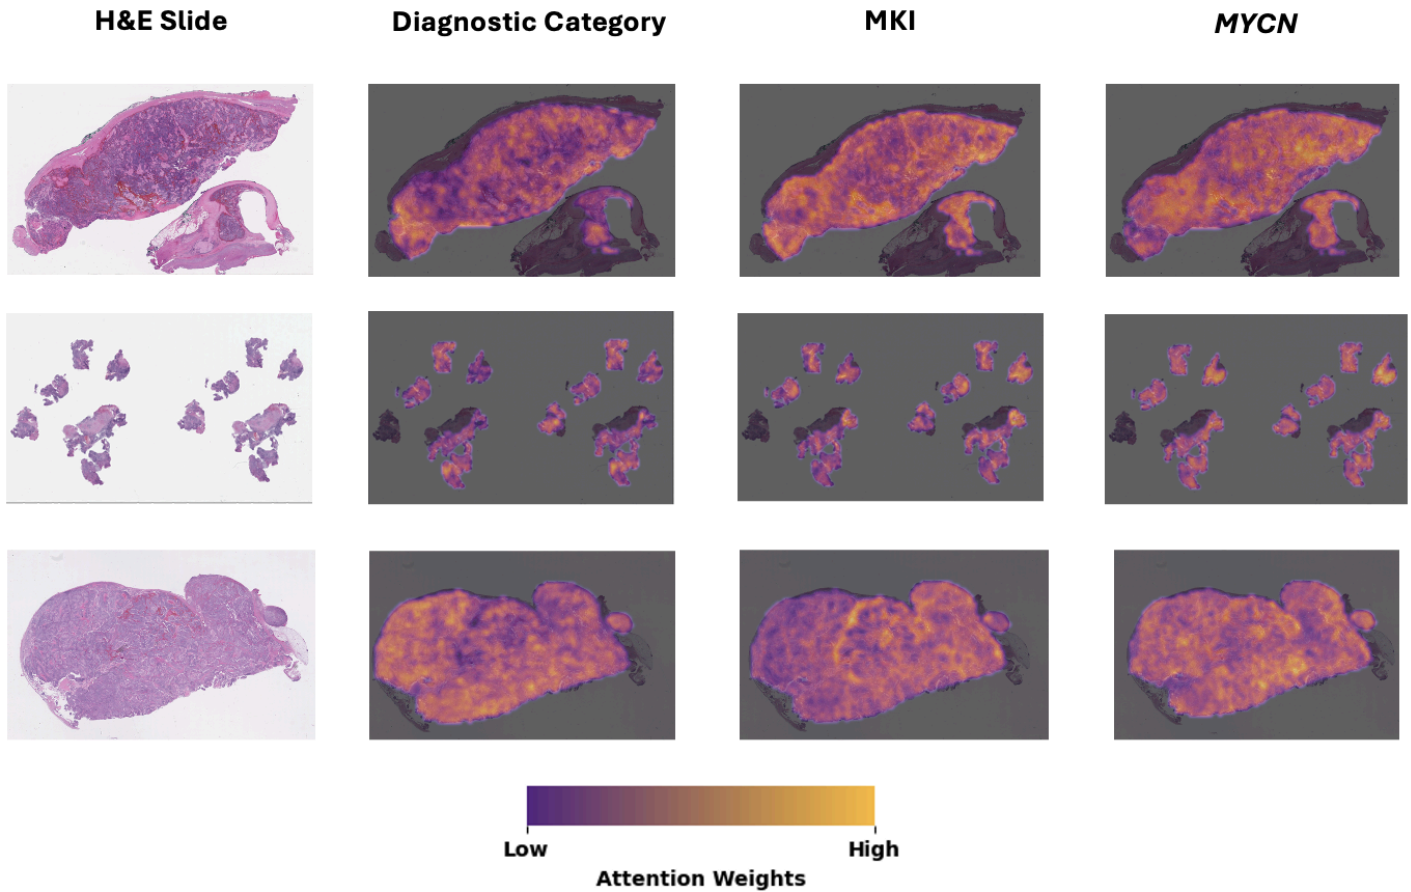 H&E Slide
Diagnostic Category
MKI
MYCN
Low
High
Attention Weights